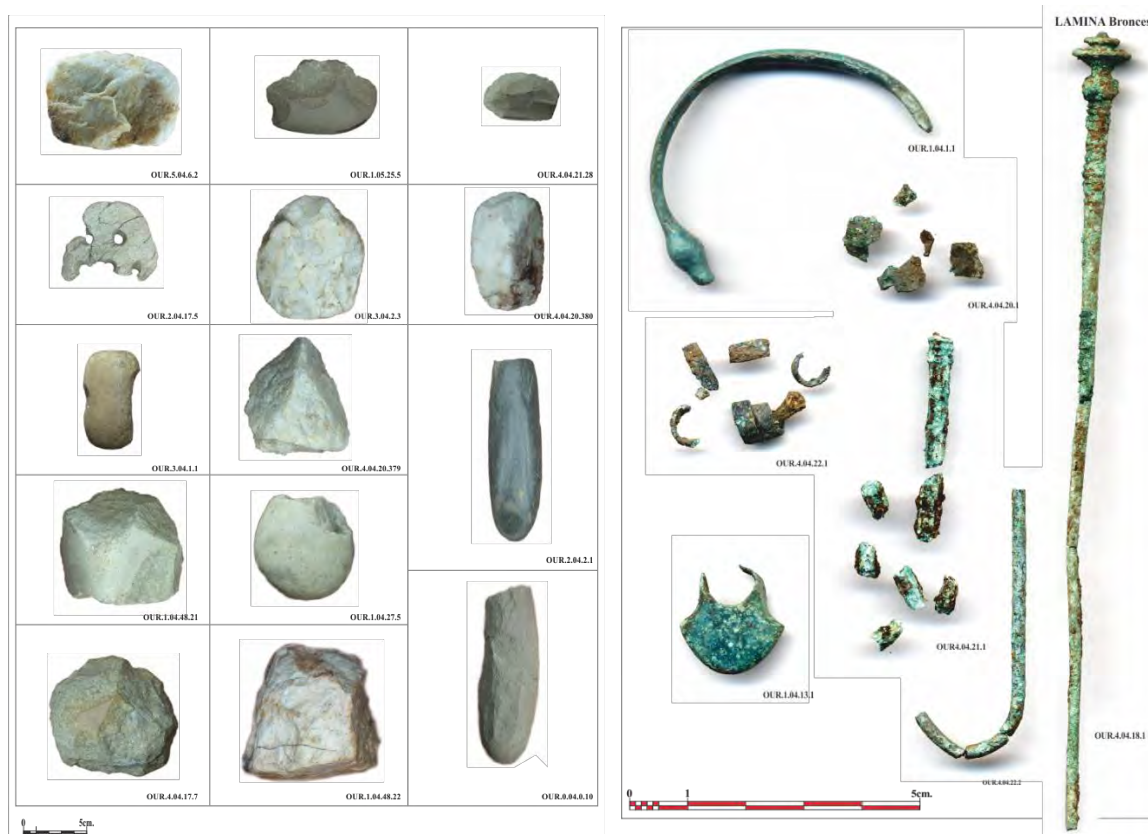 OUR.5.04.6.2
OUR.1.05.25.5
OUR.4.04.21.28
OUR.2.04.17.5
OUR.3.04.2.3
OUR.4.04.20.380
OUR.3.04.1.1
OUR.4.04.20.379
OUR.2.04.2.1
OUR.1.04.48.21
OUR.1.04.27.5
OUR.4.04.17.7
OUR.1.04.48.22
OUR.0.04.0.10
0 5cm.
LAMINA Bronces
OUR.1.04.1.1
OUR.4.04.20.1
OUR.4.04.22.1
OUR4.04.21.1
OUR.1.04.13.1
OUR.4.04.18.1
OUR.4.04.22.2
0 1 5cm.